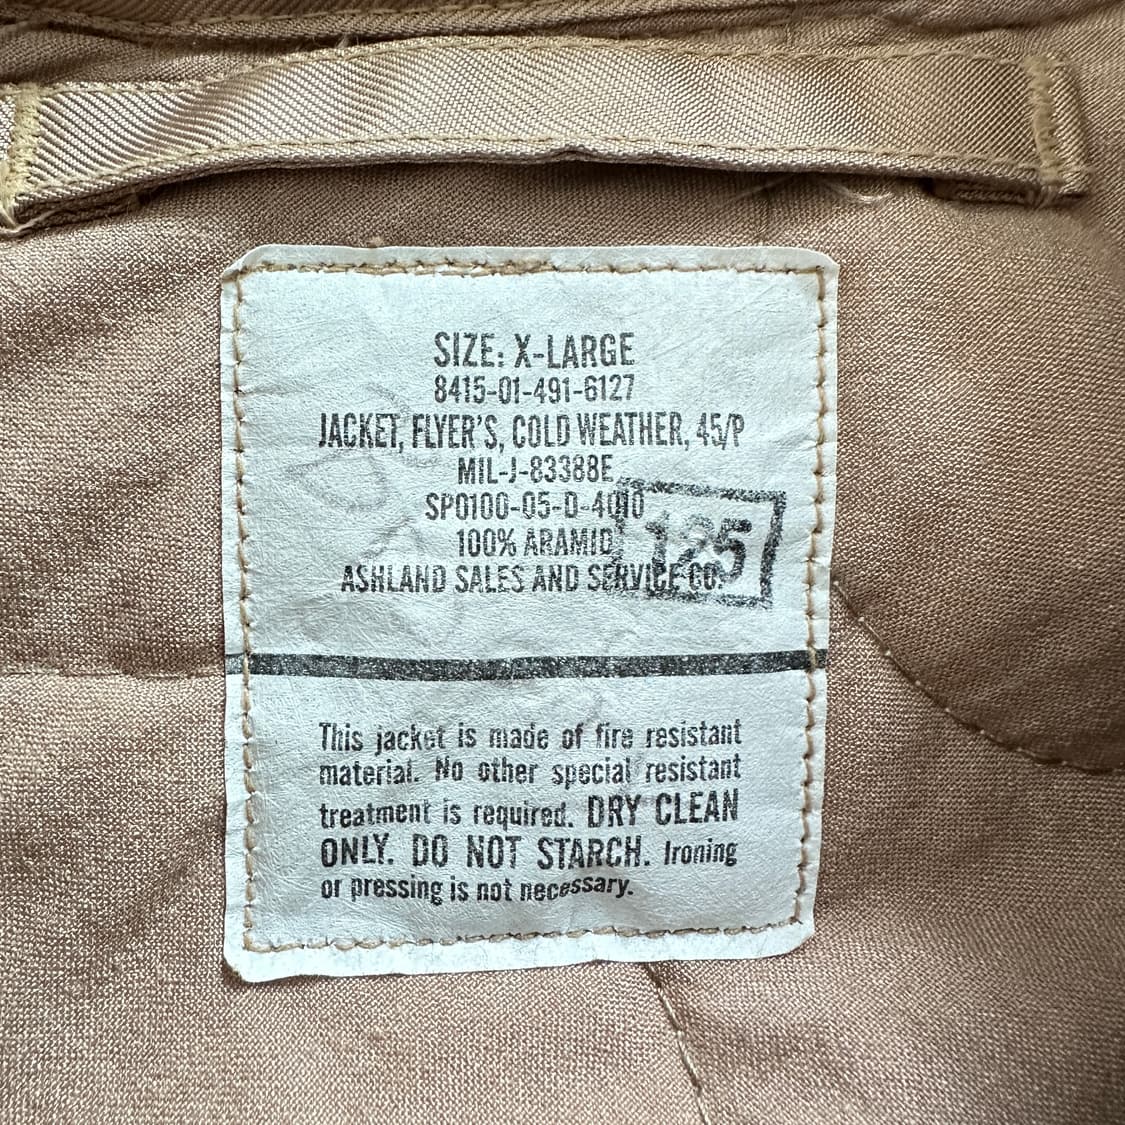 SIZE: X-LARGE
8415-01-491-6127
JACKET, FLYER'S, COLD WEATHER, 45/P
MIL-J-83388E
SP0100-05-D-4010
100% ARAMID
125
ASHLAND SALES AND SERVICE CO.
This jacket is made of fire resistant
material. No other special resistant
treatment is required. DRY CLEAN
ONLY. DO NOT STARCH. Ironing
or pressing is not necessary.